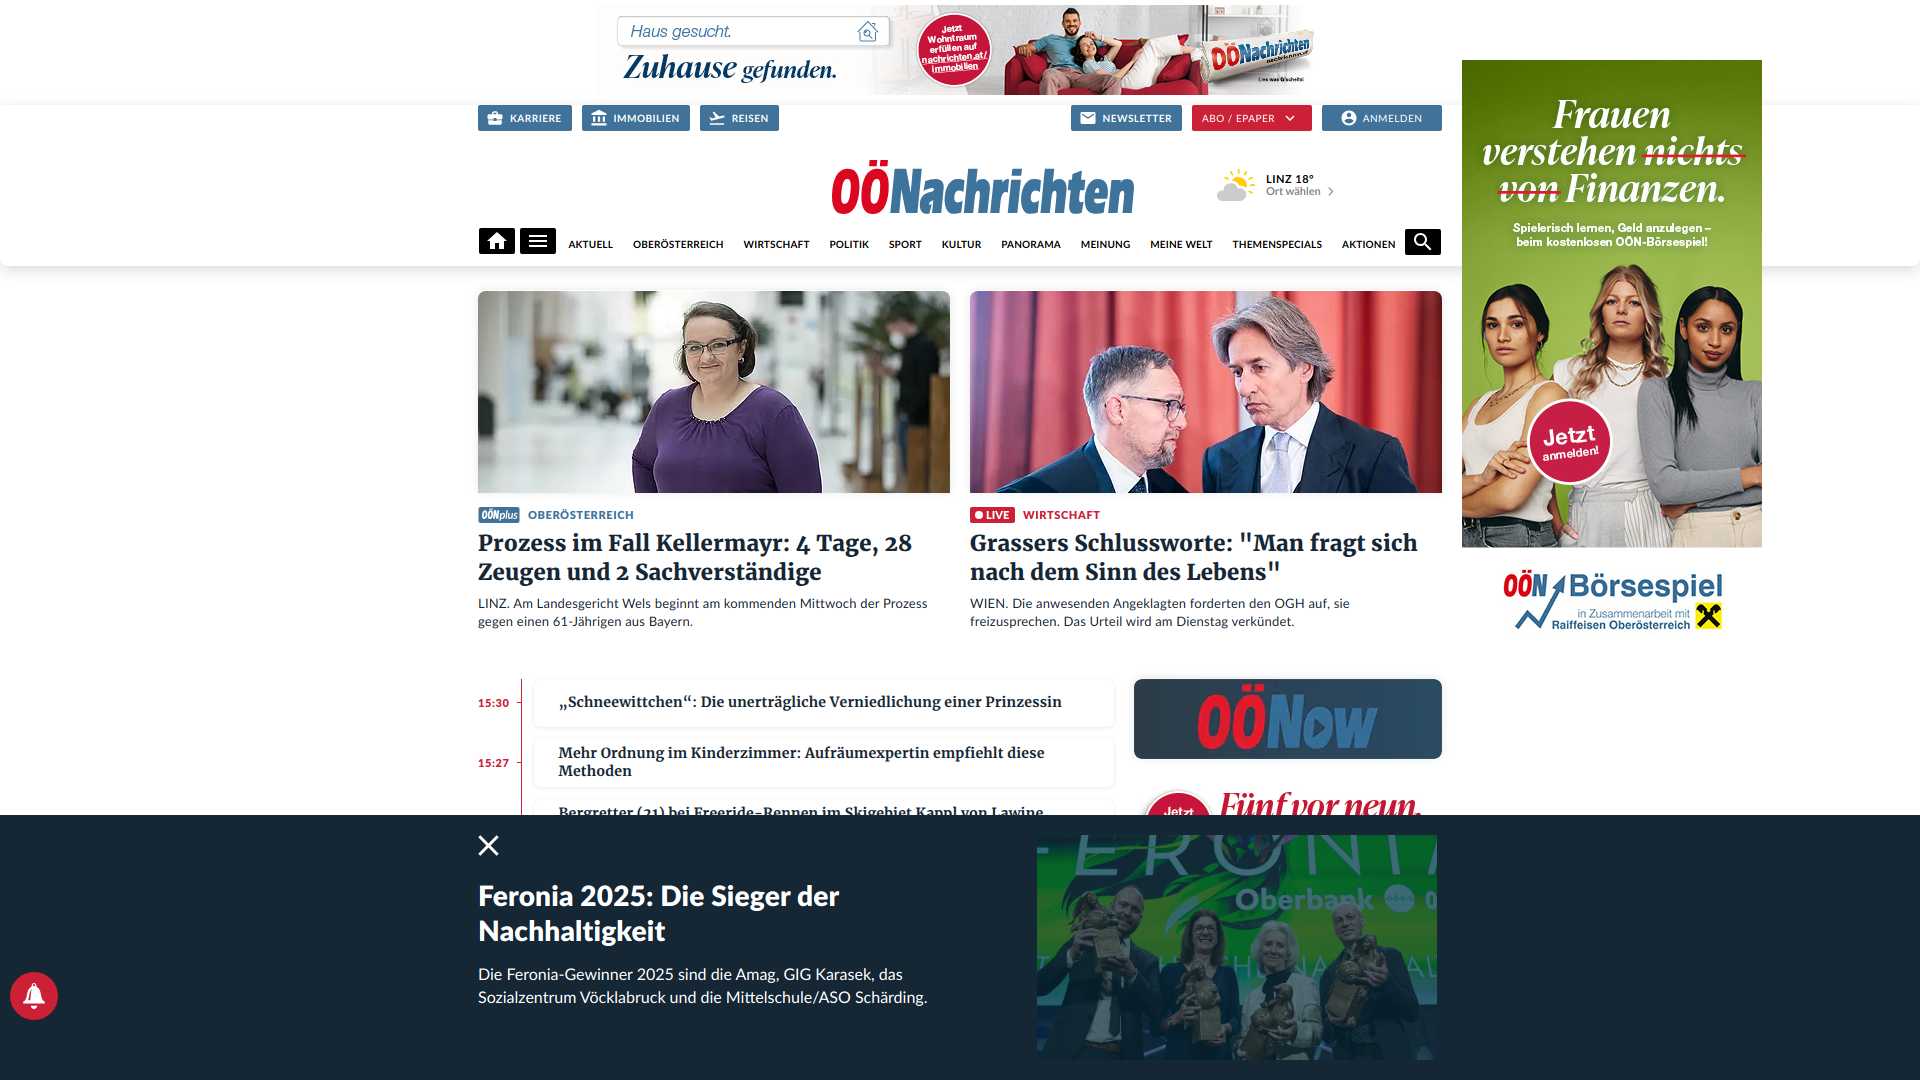 Haus gesucht.
Zuhause gefunden.
Jetzt
Wohntraum
erfüllen auf
nachrichten.at/
immobilien
OÖNachrichten
Lies was G'scheits!
KARRIERE
IMMOBILIEN
REISEN
NEWSLETTER
ABO / EPAPER
ANMELDEN
OÖNachrichten
LINZ 18°
Ort wählen
AKTUELL
OBERÖSTERREICH
WIRTSCHAFT
POLITIK
SPORT
KULTUR
PANORAMA
MEINUNG
MEINE WELT
THEMENSPECIALS
AKTIONEN
Frauen
verstehen nichts
von Finanzen.
Spielerisch lernen, Geld anzulegen –
beim kostenlosen OÖN-Börsespiel!
Jetzt
anmelden!
OÖN Börsespiel
in Zusammenarbeit mit
Raiffeisen Oberösterreich
OÖNplus OBERÖSTERREICH
Prozess im Fall Kellermayr: 4 Tage, 28
Zeugen und 2 Sachverständige
LINZ. Am Landesgericht Wels beginnt am kommenden Mittwoch der Prozess
gegen einen 61-Jährigen aus Bayern.
LIVE WIRTSCHAFT
Grassers Schlussworte: "Man fragt sich
nach dem Sinn des Lebens"
WIEN. Die anwesenden Angeklagten forderten den OGH auf, sie
freizusprechen. Das Urteil wird am Dienstag verkündet.
15:30
„Schneewittchen“: Die unerträgliche Verniedlichung einer Prinzessin
15:27
Mehr Ordnung im Kinderzimmer: Aufräumexpertin empfiehlt diese
Methoden
Bergretter (21) bei Freeride-Rennen im Skigebiet Kappl von Lawine
OÖNow
Jetzt
Fünf vor neun.
Feronia 2025: Die Sieger der
Nachhaltigkeit
Die Feronia-Gewinner 2025 sind die Amag, GIG Karasek, das
Sozialzentrum Vöcklabruck und die Mittelschule/ASO Schärding.
FERONIA
Oberbank